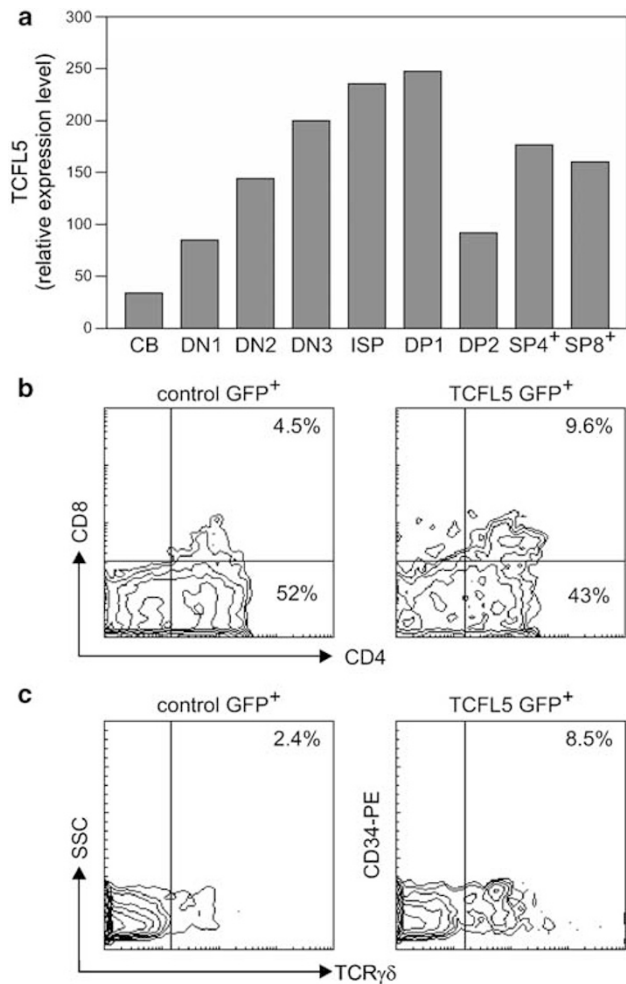 a
TCFL5
(relative expression level)
300
250
200
150
100
50
0
CB DN1 DN2 DN3 ISP DP1 DP2 SP4+ SP8+
b
control GFP+ TCFL5 GFP+
4.5% 9.6%
CD8
52% 43%
CD4
c
control GFP+ TCFL5 GFP+
2.4% 8.5%
SSC CD34-PE
TCRγδ